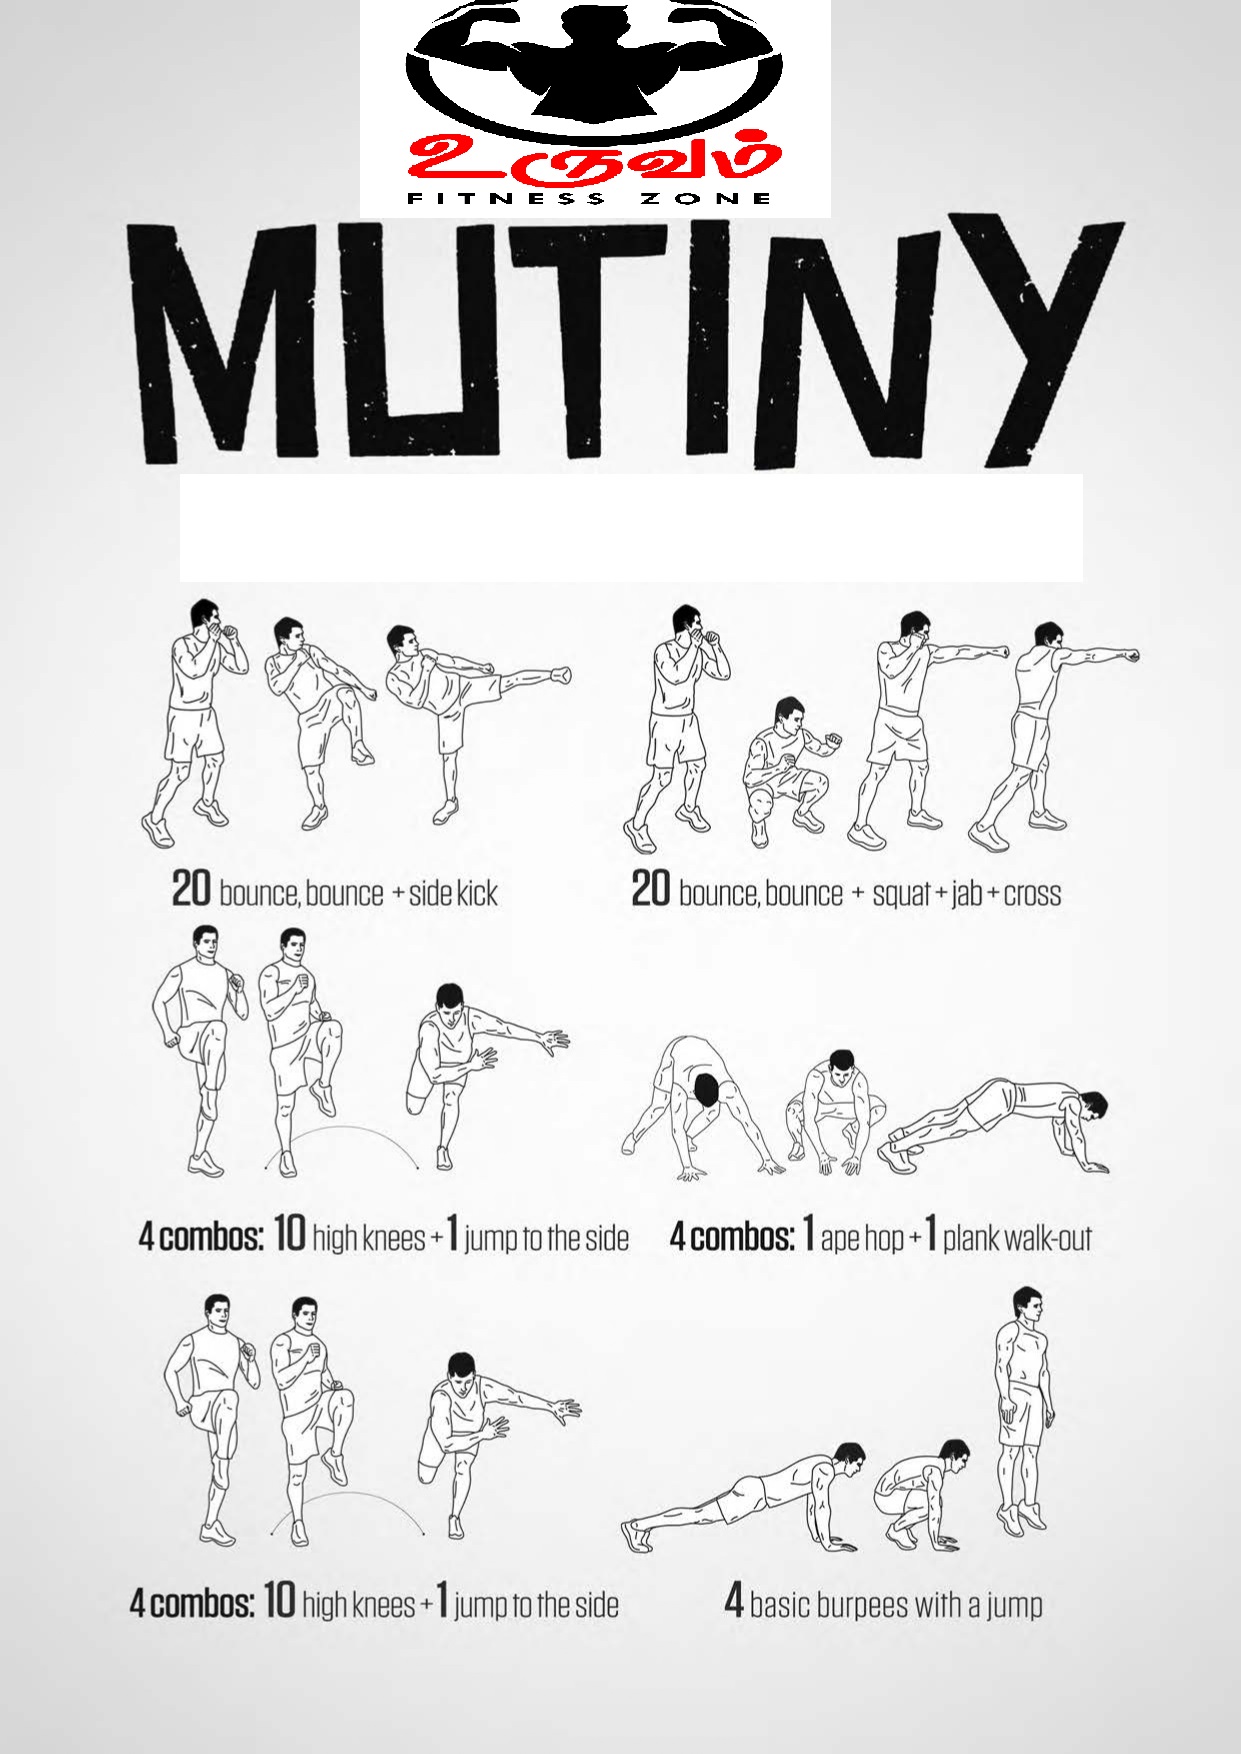 உருவம்
FITNESS ZONE
MUTINY
20 bounce, bounce + side kick
20 bounce, bounce + squat + jab + cross
4 combos: 10 high knees + 1 jump to the side
4 combos: 1 ape hop + 1 plank walk-out
4 combos: 10 high knees + 1 jump to the side
4 basic burpees with a jump